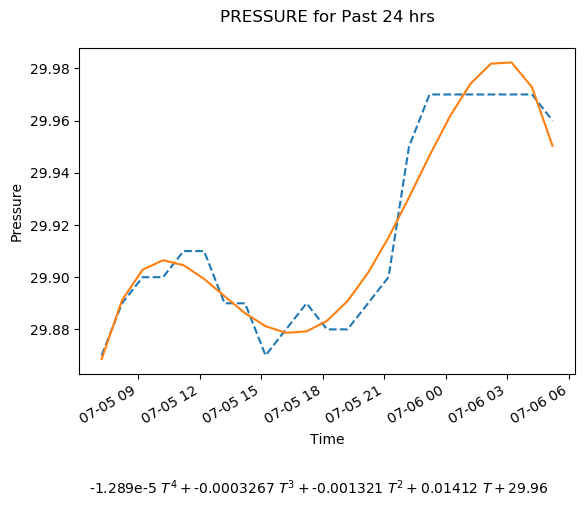 PRESSURE for Past 24 hrs
Pressure
29.98
29.96
29.94
29.92
29.90
29.88
07-05 09 07-05 12 07-05 15 07-05 18 07-05 21 07-06 00 07-06 03 07-06 06
Time
-1.289e-5 T⁴ + -0.0003267 T³ + -0.001321 T² + 0.01412 T + 29.96